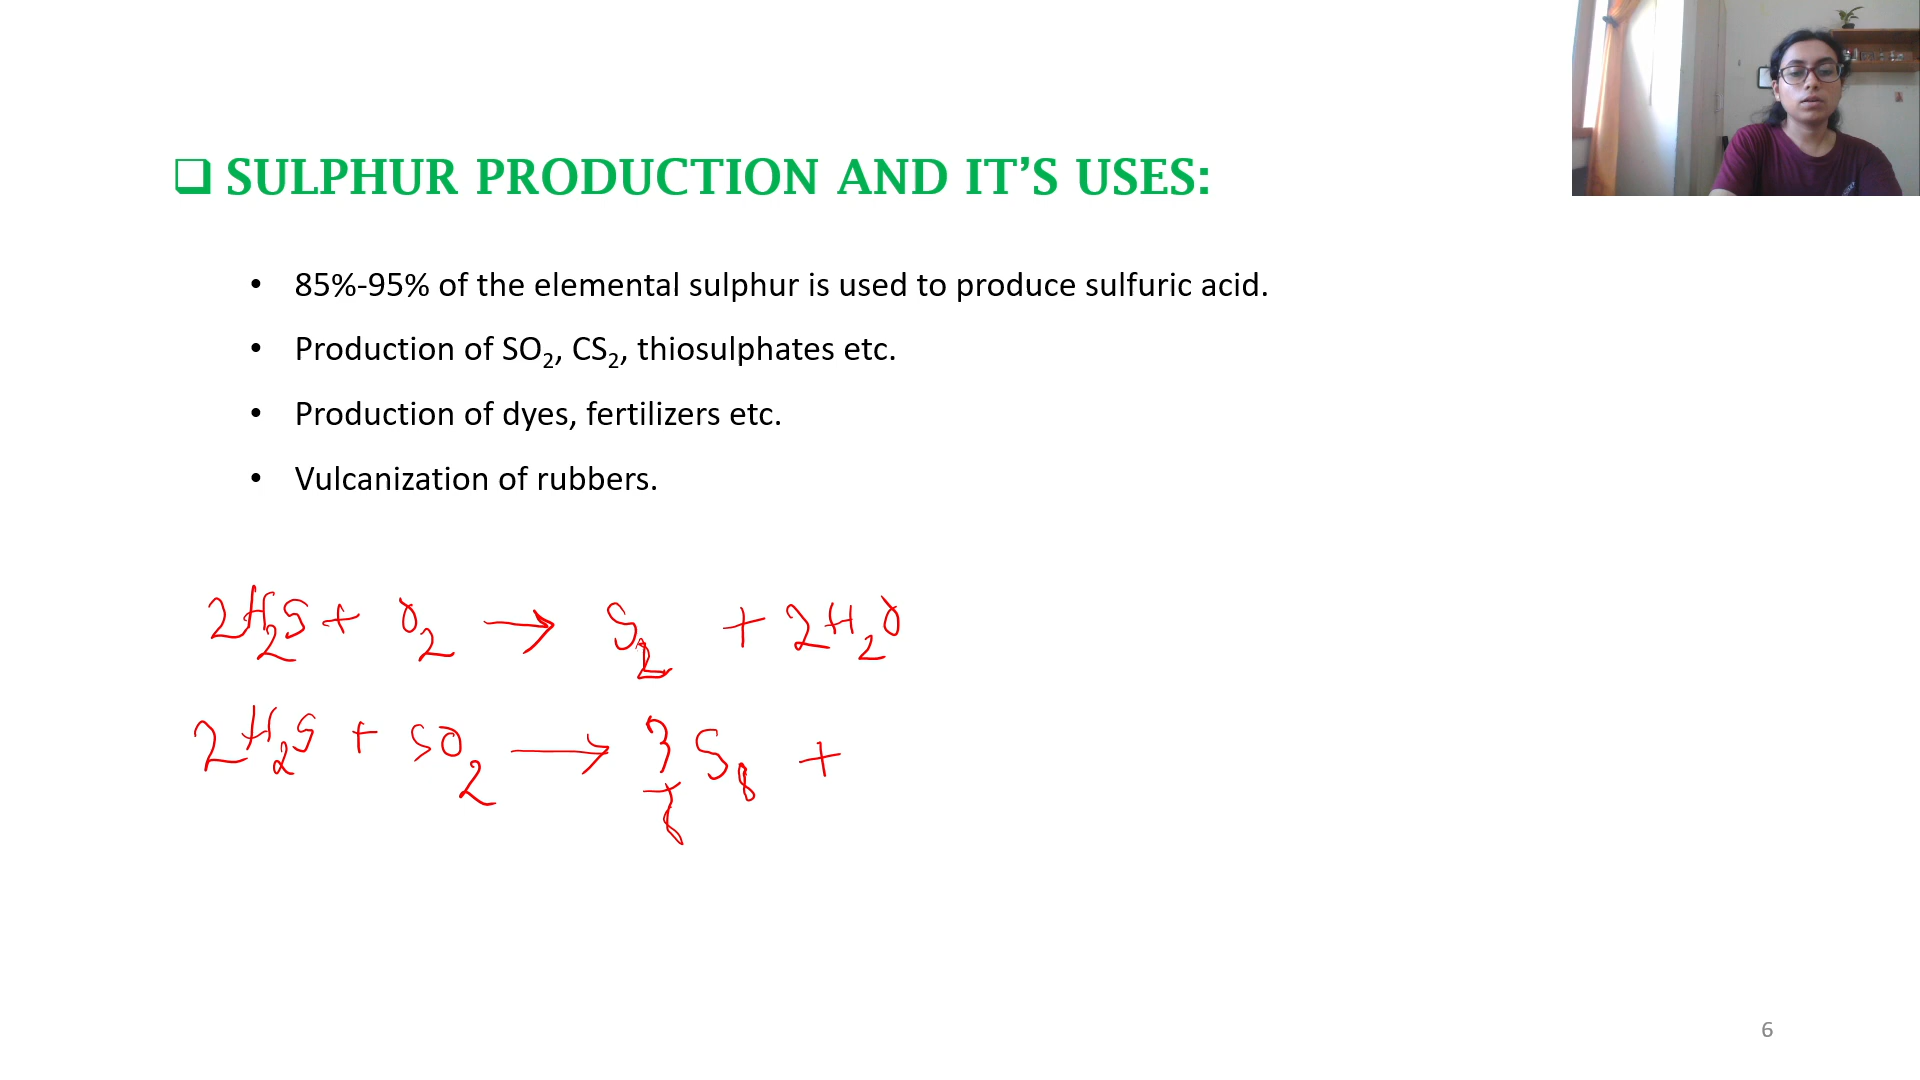 ❑ SULPHUR PRODUCTION AND IT’S USES:
• 85%-95% of the elemental sulphur is used to produce sulfuric acid.
• Production of SO₂, CS₂, thiosulphates etc.
• Production of dyes, fertilizers etc.
• Vulcanization of rubbers.
2H₂S + O₂ → S₂ + 2H₂O
2H₂S + SO₂ → 3/8 S₈ +
6